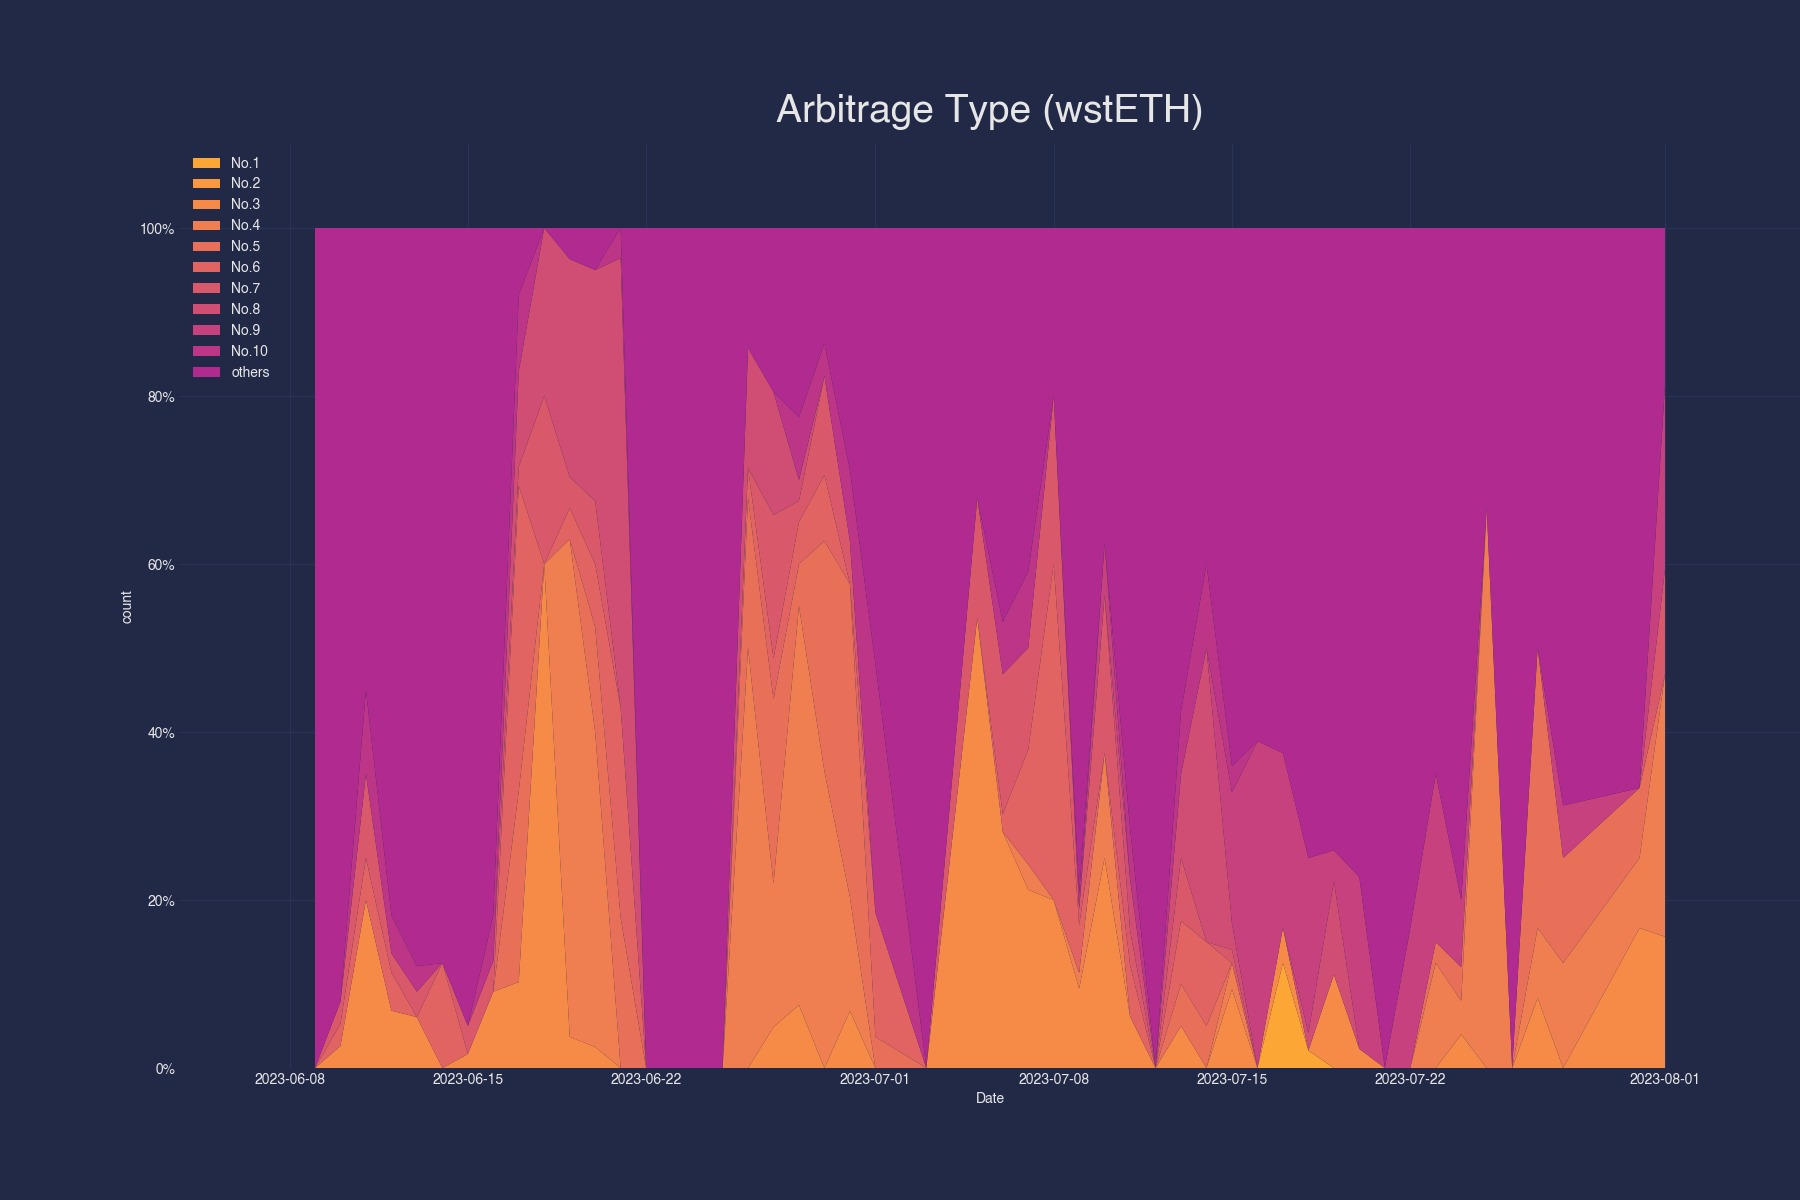 Arbitrage Type (wstETH)
No.1
No.2
No.3
No.4
No.5
No.6
No.7
No.8
No.9
No.10
others
100%
80%
60%
40%
20%
0%
count
2023-06-08
2023-06-15
2023-06-22
2023-07-01
2023-07-08
2023-07-15
2023-07-22
2023-08-01
Date